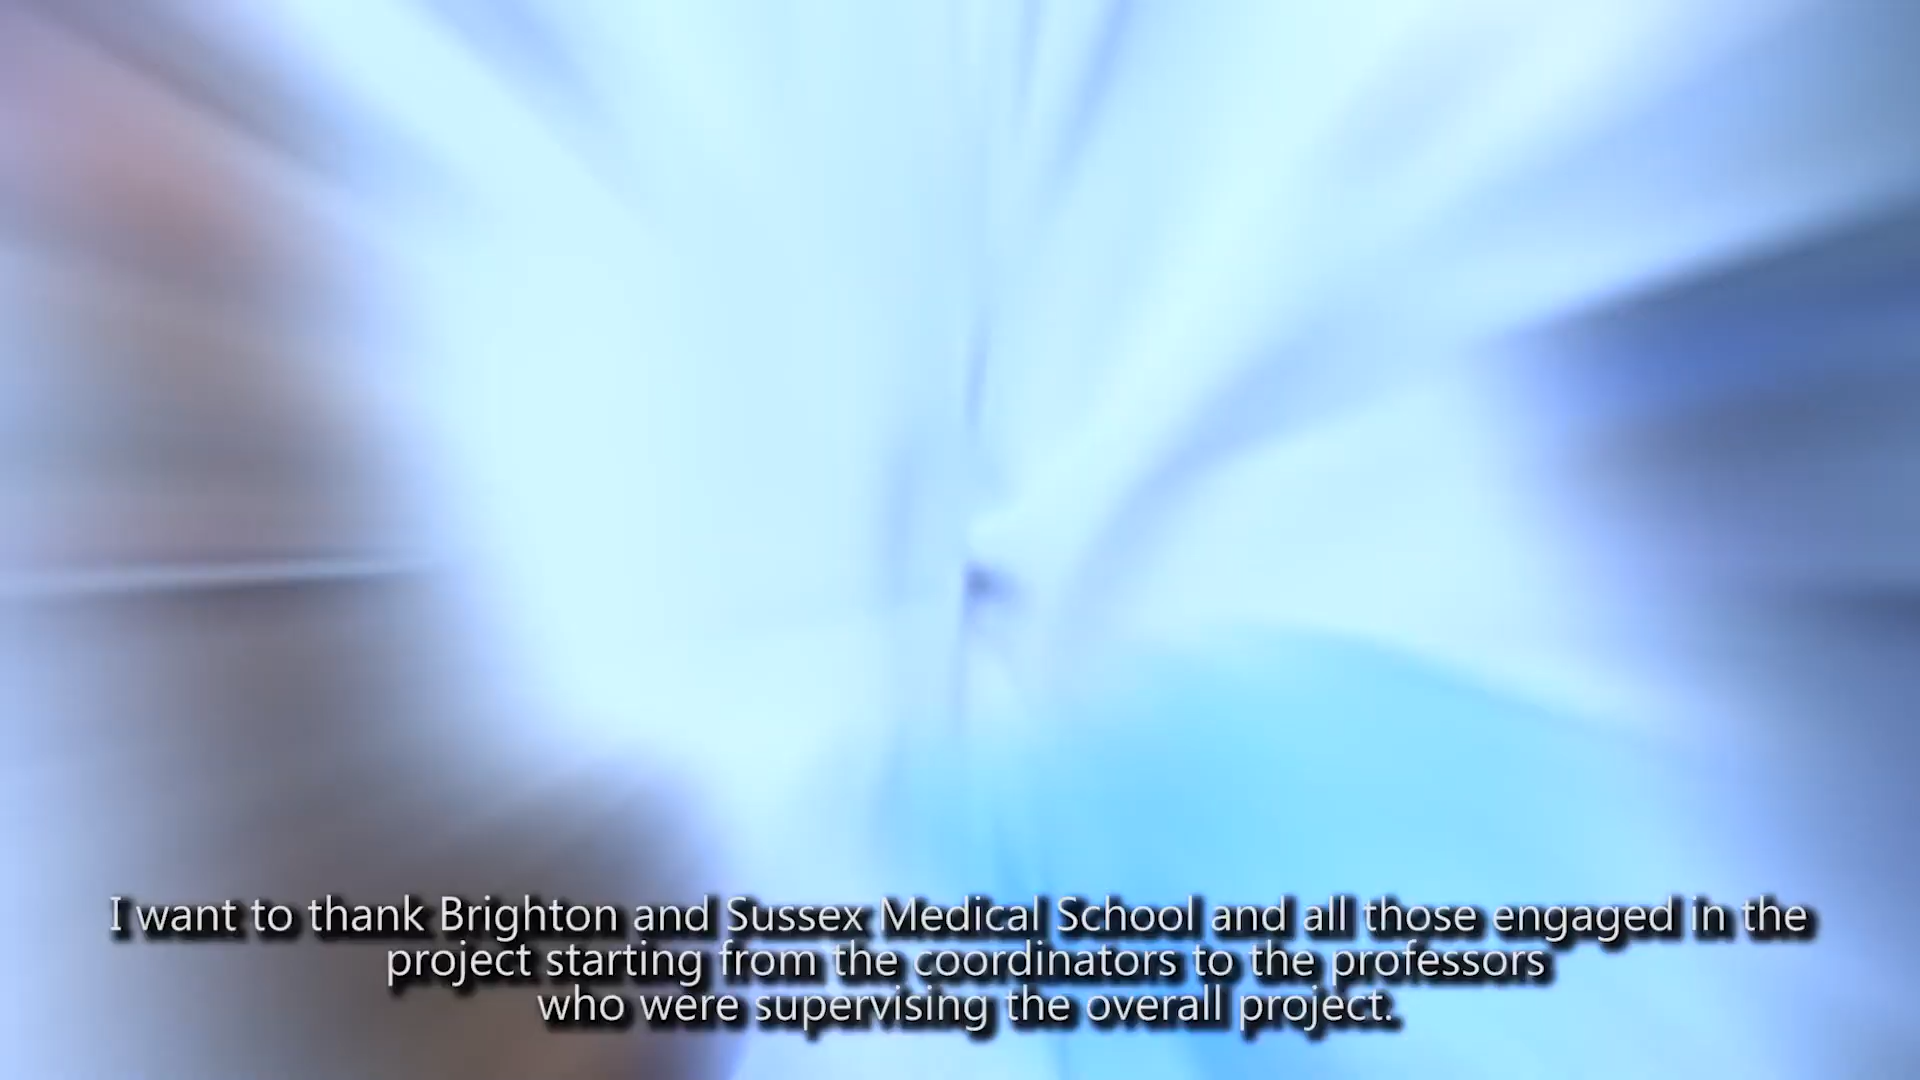 I want to thank Brighton and Sussex Medical School and all those engaged in the
project starting from the coordinators to the professors
who were supervising the overall project.